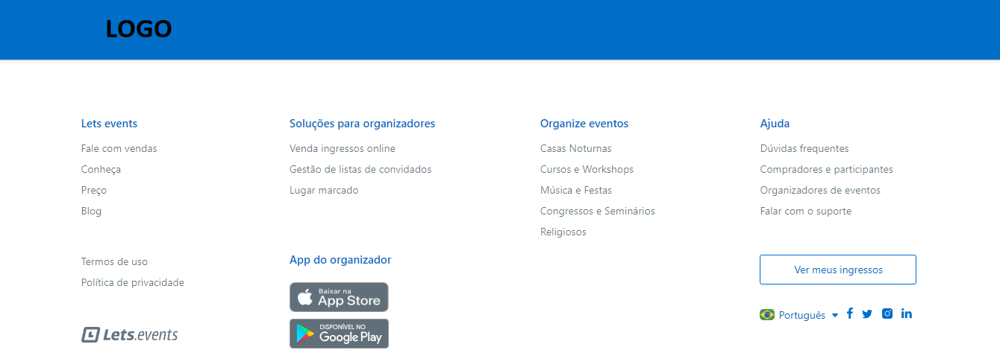 LOGO
Lets events
Fale com vendas
Conheça
Preço
Blog
Soluções para organizadores
Venda ingressos online
Gestão de listas de convidados
Lugar marcado
Organize eventos
Casas Noturnas
Cursos e Workshops
Música e Festas
Congressos e Seminários
Religiosos
Ajuda
Dúvidas frequentes
Compradores e participantes
Organizadores de eventos
Falar com o suporte
Termos de uso
Política de privacidade
Lets.events
App do organizador
Baixar na
App Store
DISPONÍVEL NO
Google Play
Ver meus ingressos
Português